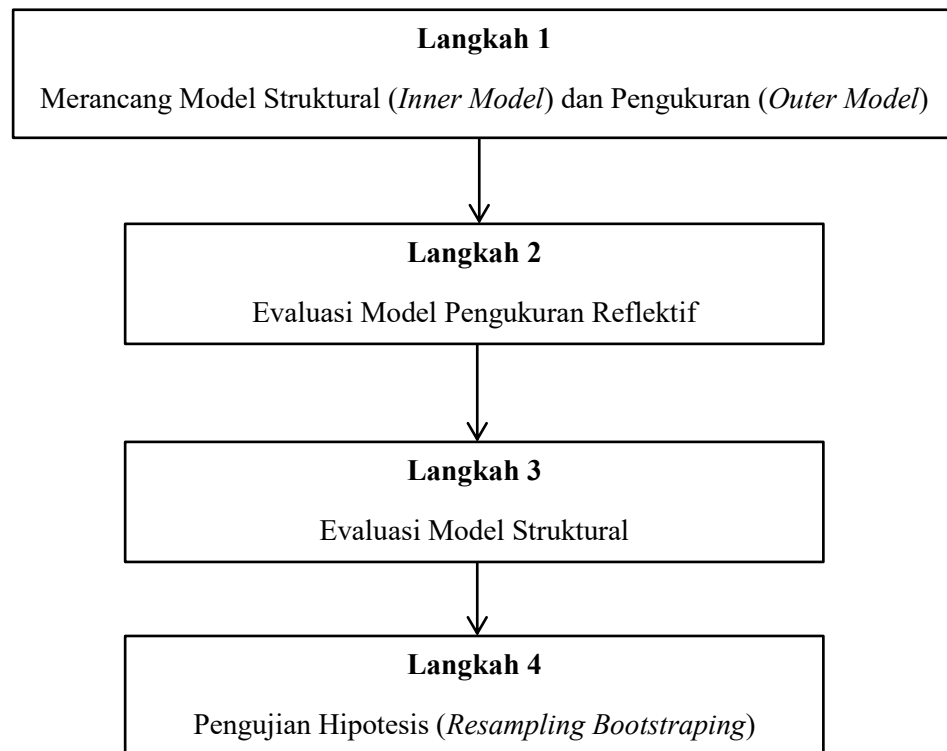 Langkah 1
Merancang Model Struktural (Inner Model) dan Pengukuran (Outer Model)
Langkah 2
Evaluasi Model Pengukuran Reflektif
Langkah 3
Evaluasi Model Struktural
Langkah 4
Pengujian Hipotesis (Resampling Bootstraping)